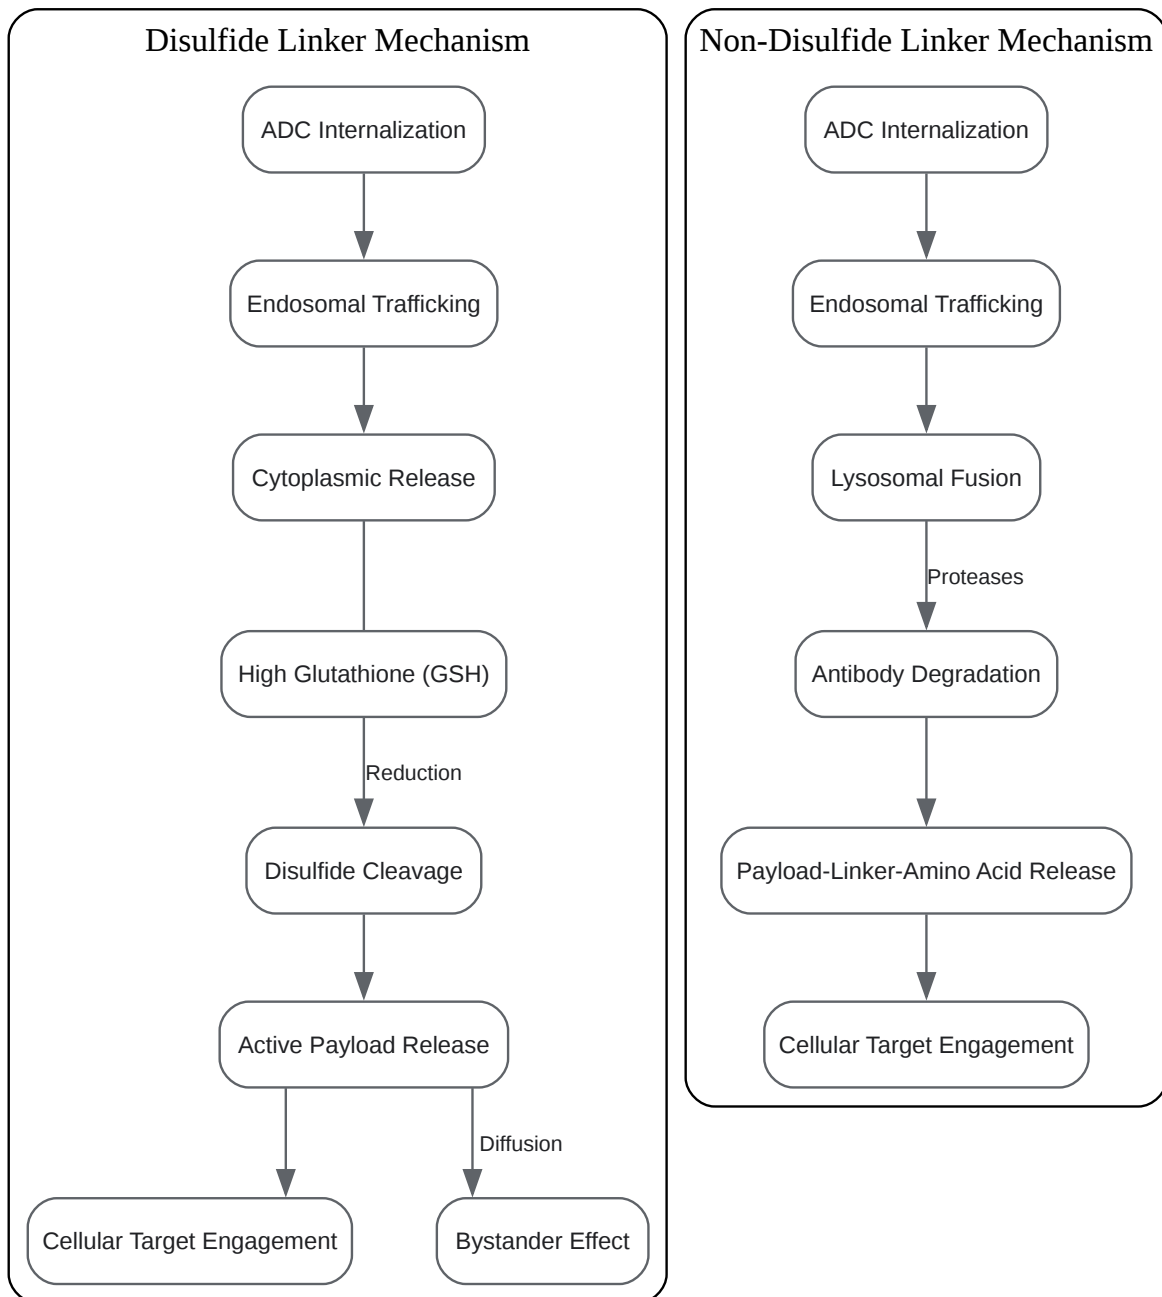 Disulfide Linker Mechanism
ADC Internalization
Endosomal Trafficking
Cytoplasmic Release
High Glutathione (GSH)
Reduction
Disulfide Cleavage
Active Payload Release
Diffusion
Cellular Target Engagement
Bystander Effect
Non-Disulfide Linker Mechanism
ADC Internalization
Endosomal Trafficking
Lysosomal Fusion
Proteases
Antibody Degradation
Payload-Linker-Amino Acid Release
Cellular Target Engagement